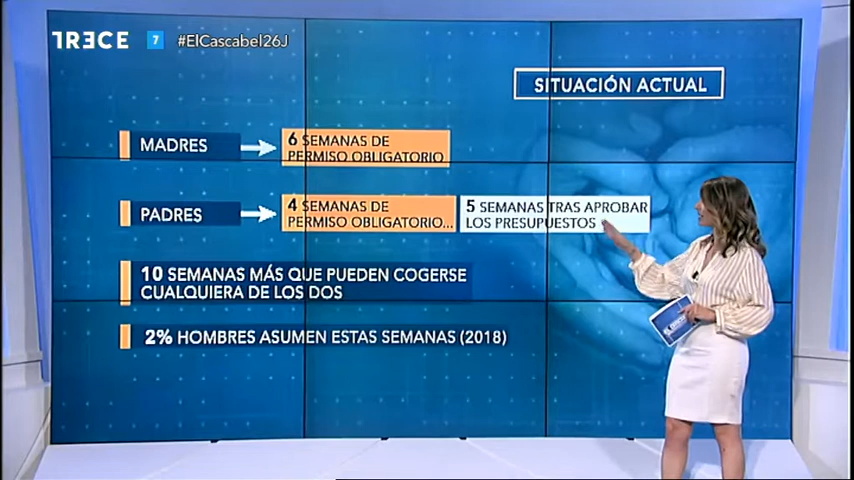 TRECE 7 #ElCascabel26J
SITUACIÓN ACTUAL
MADRES
6 SEMANAS DE
PERMISO OBLIGATORIO
PADRES
4 SEMANAS DE
PERMISO OBLIGATORIO...
5 SEMANAS TRAS APROBAR
LOS PRESUPUESTOS
10 SEMANAS MÁS QUE PUEDEN COGERSE
CUALQUIERA DE LOS DOS
2% HOMBRES ASUMEN ESTAS SEMANAS (2018)